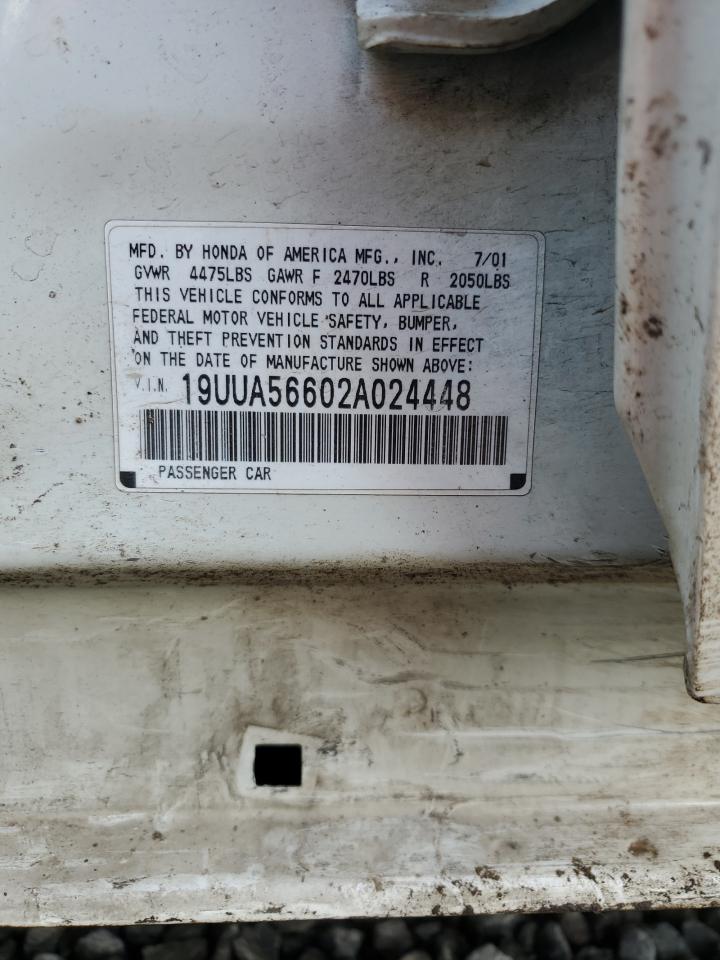 MFD. BY HONDA OF AMERICA MFG., INC. 7/01
GVWR 4475LBS GAWR F 2470LBS R 2050LBS
THIS VEHICLE CONFORMS TO ALL APPLICABLE
FEDERAL MOTOR VEHICLE SAFETY, BUMPER,
AND THEFT PREVENTION STANDARDS IN EFFECT
ON THE DATE OF MANUFACTURE SHOWN ABOVE:
V.I.N. 19UUA56602A024448
PASSENGER CAR